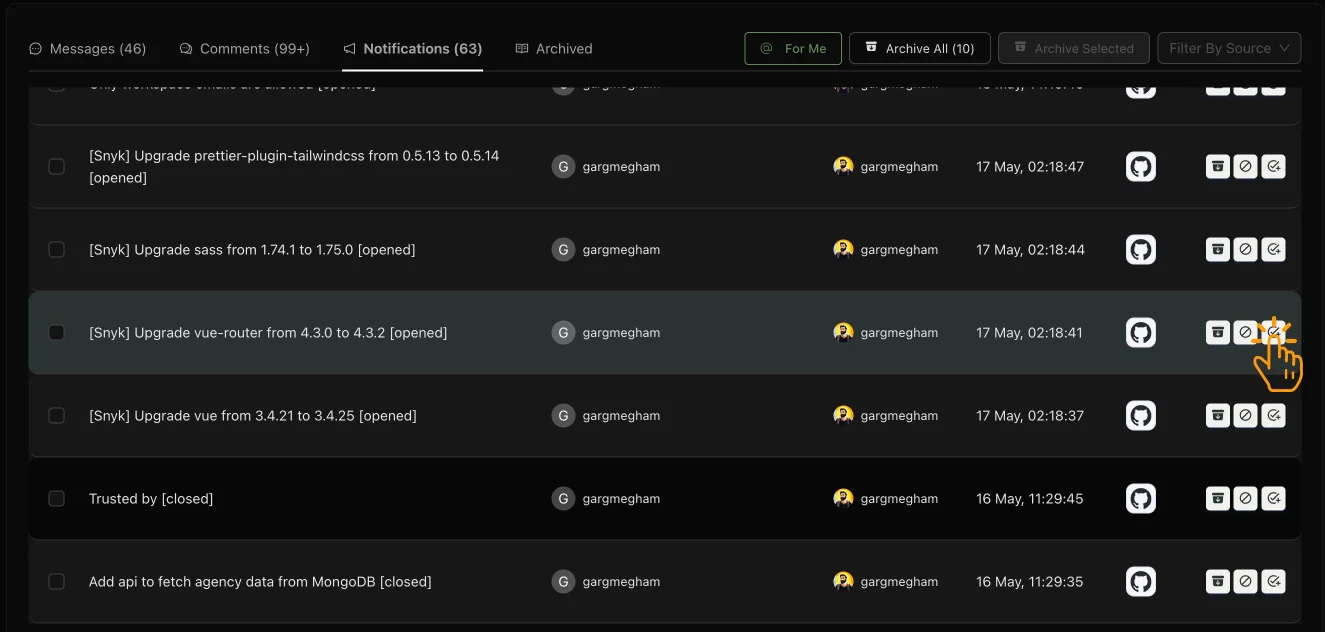 Messages (46)
Comments (99+)
Notifications (63)
Archived
@ For Me
Archive All (10)
Archive Selected
Filter By Source
[Snyk] Upgrade prettier-plugin-tailwindcss from 0.5.13 to 0.5.14
[opened]
G gargmegham
gargmegham
17 May, 02:18:47
[Snyk] Upgrade sass from 1.74.1 to 1.75.0 [opened]
G gargmegham
gargmegham
17 May, 02:18:44
[Snyk] Upgrade vue-router from 4.3.0 to 4.3.2 [opened]
G gargmegham
gargmegham
17 May, 02:18:41
[Snyk] Upgrade vue from 3.4.21 to 3.4.25 [opened]
G gargmegham
gargmegham
17 May, 02:18:37
Trusted by [closed]
G gargmegham
gargmegham
16 May, 11:29:45
Add api to fetch agency data from MongoDB [closed]
G gargmegham
gargmegham
16 May, 11:29:35